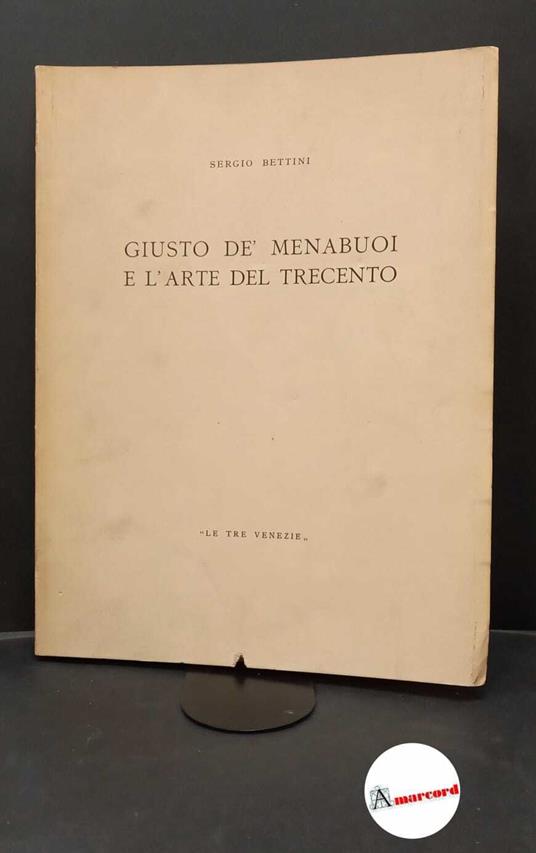 SERGIO BETTINI
GIUSTO DE' MENABUOI
E L'ARTE DEL TRECENTO
"LE TRE VENEZIE„
Amarcord